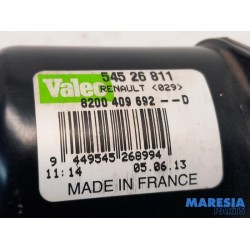 Valeo
545 26 811
RENAULT <029>
8200 409 692 --D
9 449545 268994
11:14
05.06.13
MADE IN FRANCE
MARESIA
PARTS